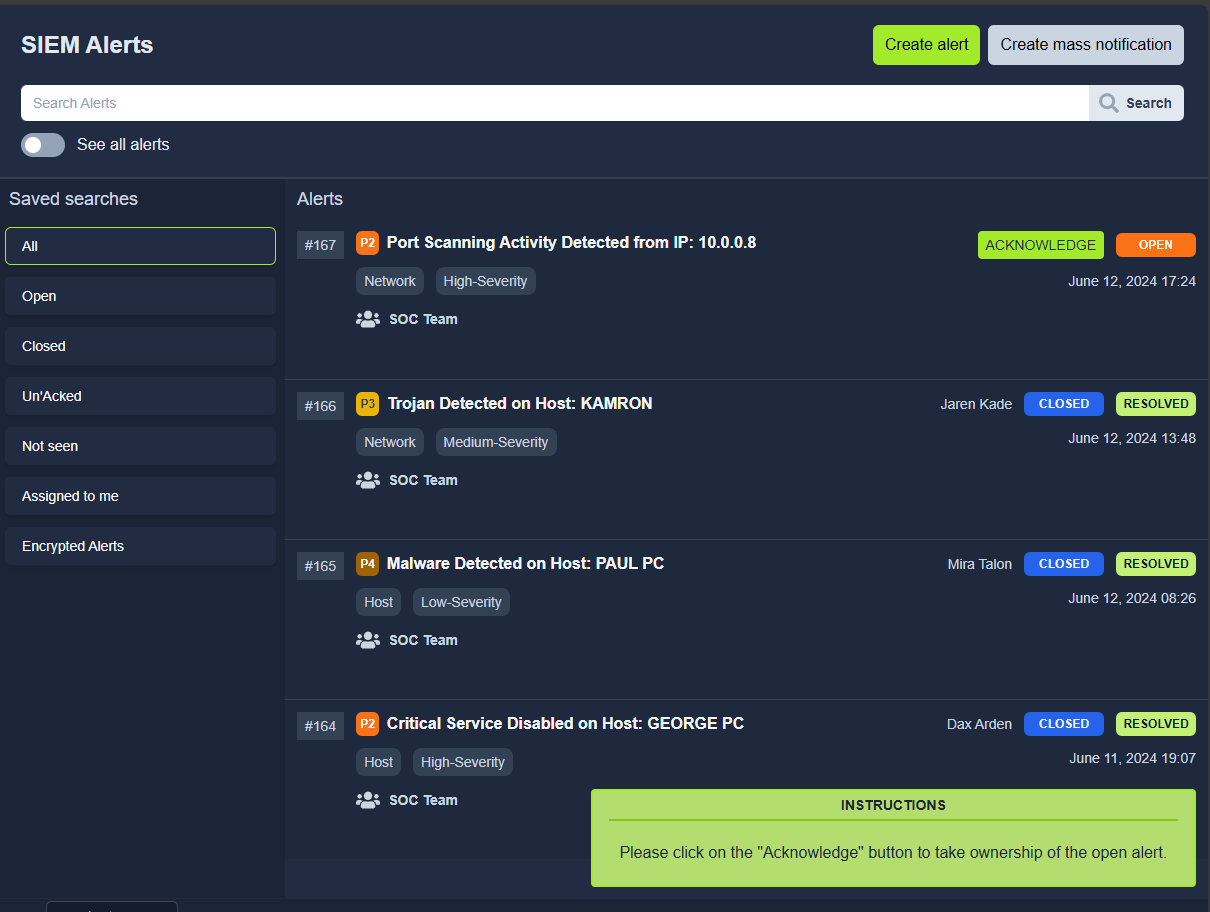 SIEM Alerts
Create alert
Create mass notification
Search Alerts
Search
See all alerts
Saved searches
All
Open
Closed
Un'Acked
Not seen
Assigned to me
Encrypted Alerts
Alerts
#167 P2 Port Scanning Activity Detected from IP: 10.0.0.8 ACKNOWLEDGE OPEN
Network High-Severity June 12, 2024 17:24
SOC Team
#166 P3 Trojan Detected on Host: KAMRON Jaren Kade CLOSED RESOLVED
Network Medium-Severity June 12, 2024 13:48
SOC Team
#165 P4 Malware Detected on Host: PAUL PC Mira Talon CLOSED RESOLVED
Host Low-Severity June 12, 2024 08:26
SOC Team
#164 P2 Critical Service Disabled on Host: GEORGE PC Dax Arden CLOSED RESOLVED
Host High-Severity June 11, 2024 19:07
SOC Team
INSTRUCTIONS
Please click on the "Acknowledge" button to take ownership of the open alert.